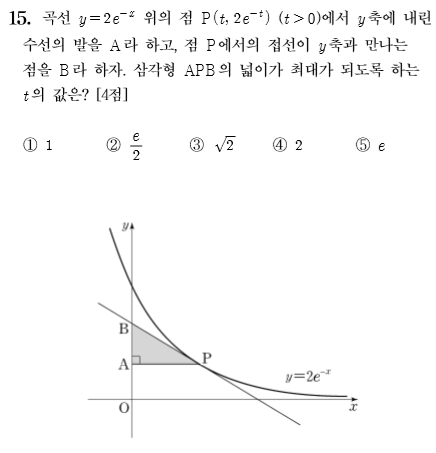 15. 곡선 y=2e^{-x} 위의 점 P(t, 2e^{-t}) (t>0)에서 y축에 내린
수선의 발을 A라 하고, 점 P에서의 접선이 y축과 만나는
점을 B라 하자. 삼각형 APB의 넓이가 최대가 되도록 하는
t의 값은? [4점]
① 1 ② e/2 ③ √2 ④ 2 ⑤ e
y
B
A P
y=2e^{-x}
O x